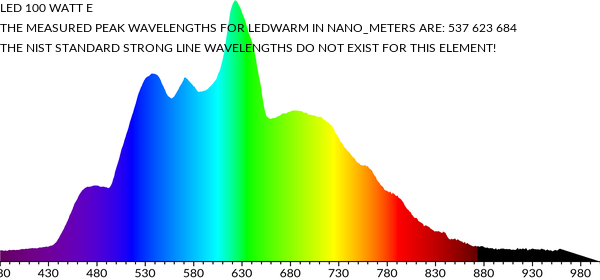 LED 100 WATT E
THE MEASURED PEAK WAVELENGTHS FOR LEDWARM IN NANO_METERS ARE: 537 623 684
THE NIST STANDARD STRONG LINE WAVELENGTHS DO NOT EXIST FOR THIS ELEMENT!
80 430 480 530 580 630 680 730 780 830 880 930 980